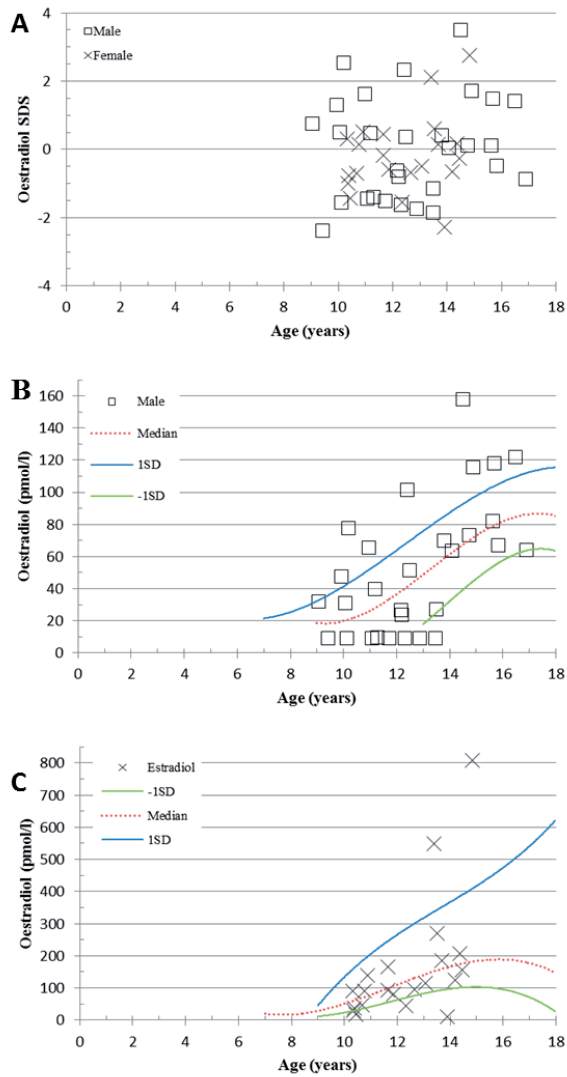 A
Male
Female
Oestradiol SDS
4
2
0
-2
-4
0 2 4 6 8 10 12 14 16 18
Age (years)
B
Male
Median
1SD
-1SD
Oestradiol (pmol/l)
160
140
120
100
80
60
40
20
0
0 2 4 6 8 10 12 14 16 18
Age (years)
C
Estradiol
-1SD
Median
1SD
Oestradiol (pmol/l)
800
700
600
500
400
300
200
100
0
0 2 4 6 8 10 12 14 16 18
Age (years)